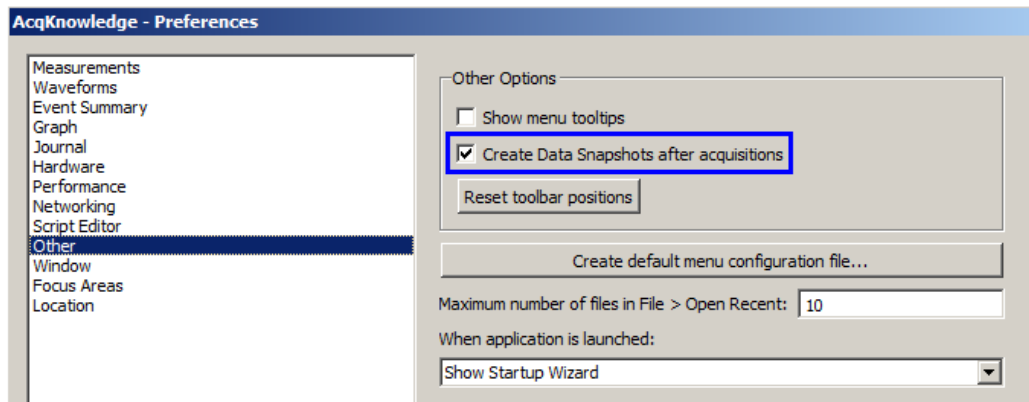 AcqKnowledge - Preferences
Measurements
Waveforms
Event Summary
Graph
Journal
Hardware
Performance
Networking
Script Editor
Other
Window
Focus Areas
Location
Other Options
Show menu tooltips
Create Data Snapshots after acquisitions
Reset toolbar positions
Create default menu configuration file...
Maximum number of files in File > Open Recent: 10
When application is launched:
Show Startup Wizard